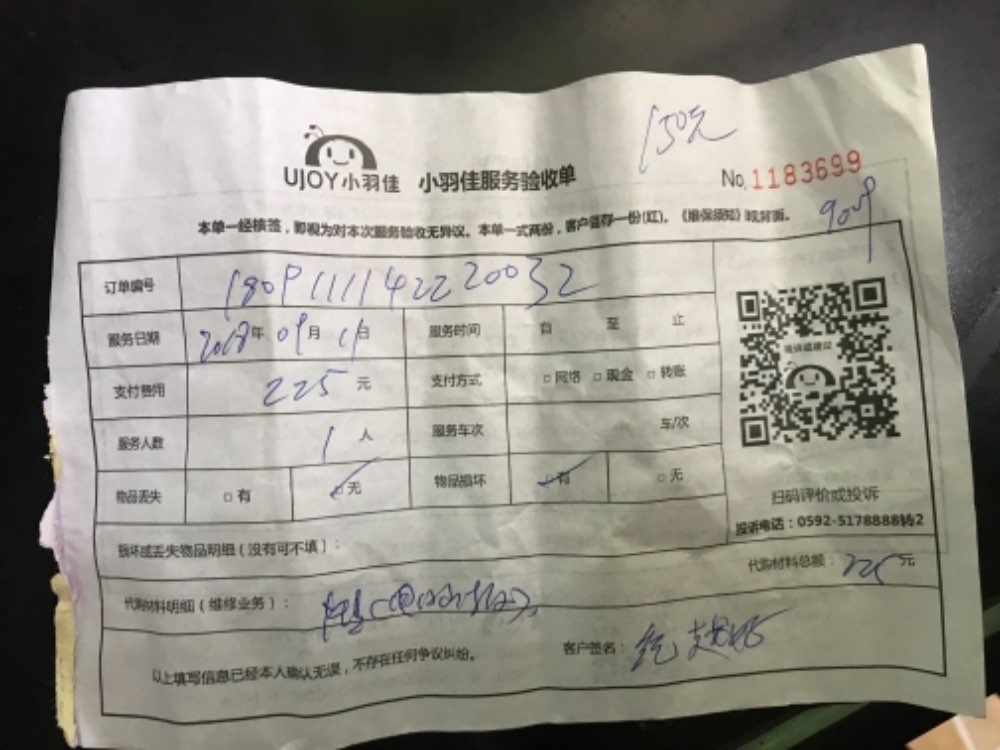 150元
UJOY小羽佳 小羽佳服务验收单
No.1183699
本单一经核签，即视为对本次服务验收无异议。本单一式两份，客户留存一份(红)。《维保须知》见背面。
订单编号 180911114222220032
服务日期 2018年 09月 11日 服务时间 自 至 止
支付费用 225 元 支付方式 □网络 □现金 □转账
服务人数 1 人 服务车次 车/次
物品丢失 □有 □无 物品损坏 □有 □无
扫码评价或投诉
投诉电话：0592-5178888转2
损坏或丢失物品明细（没有可不填）：
代购材料总额：225元
代购材料明细（维修业务）：
客户签名：
以上填写信息已经本人确认无误，不存在任何争议纠纷。